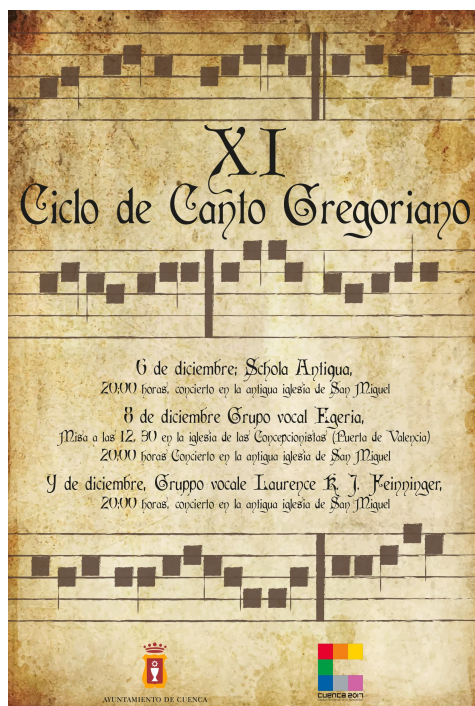 XI
Ciclo de Canto Gregoriano
6 de diciembre; Schola Antiqua,
20:00 horas, concierto en la antigua iglesia de San Miguel
8 de diciembre Grupo vocal Egeria,
Misa a las 12, 30 en la iglesia de las Concepcionistas (Puerta de Valencia)
20:00 horas Concierto en la antigua iglesia de San Miguel
9 de diciembre, Gruppo vocale Laurence K. J. Feininger,
20:00 horas, concierto en la antigua iglesia de San Miguel
AYUNTAMIENTO DE CUENCA
CUENCA 2017